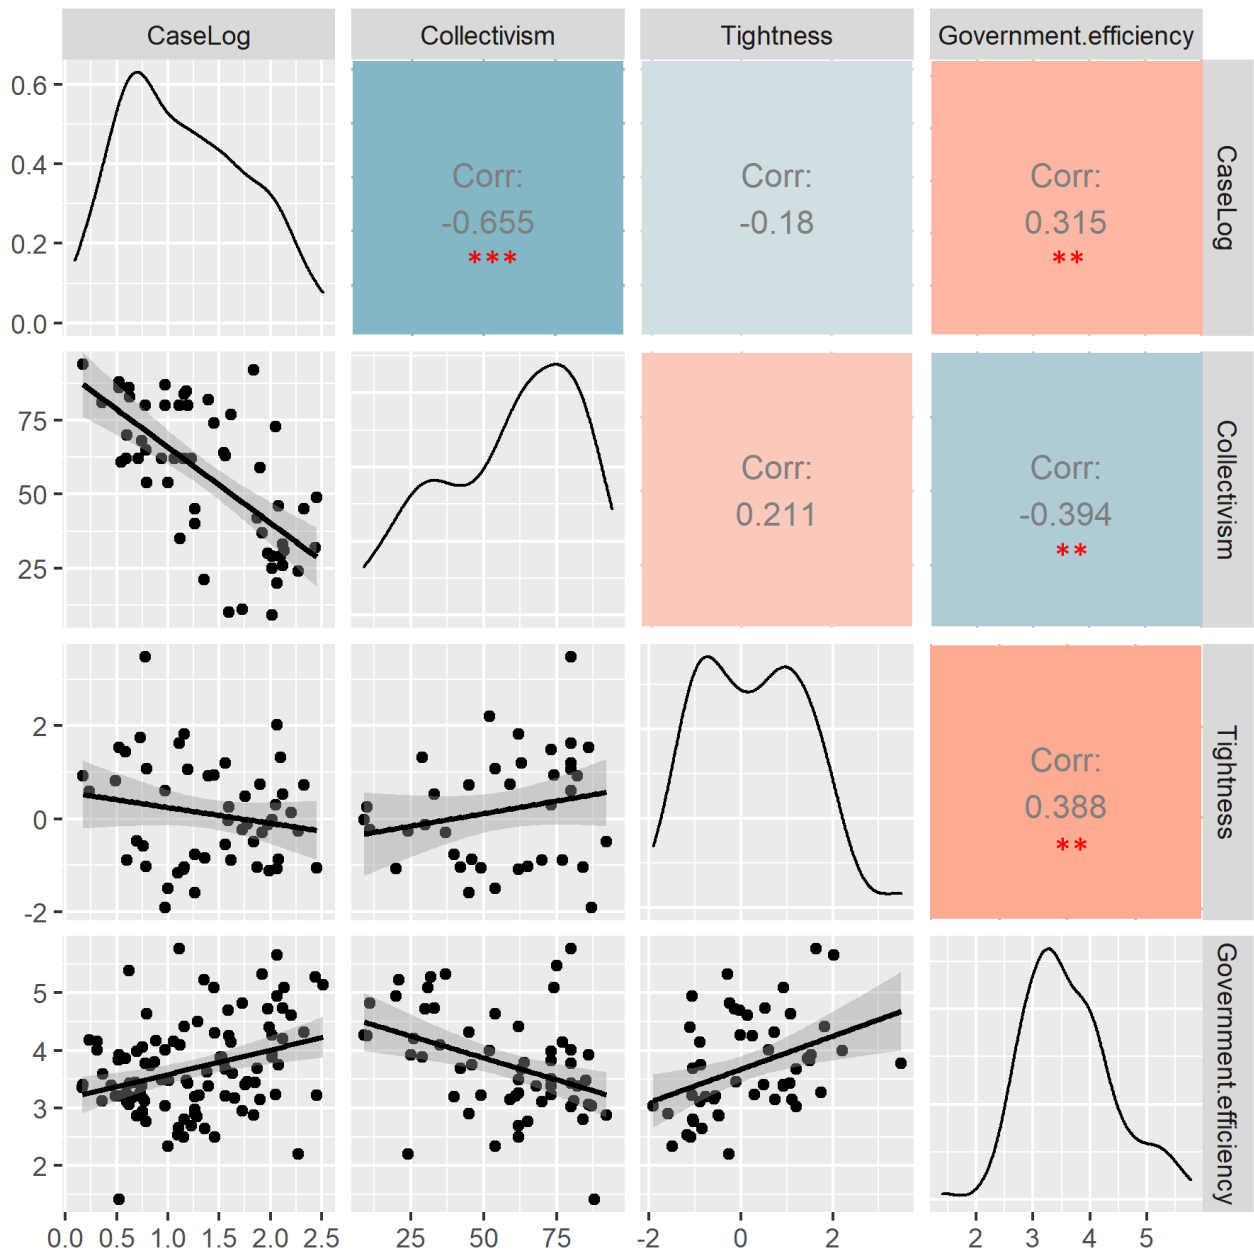 CaseLog
Collectivism
Tightness
Government.efficiency
0.6
0.4
0.2
0.0
Corr:
-0.655
***
Corr:
-0.18
Corr:
0.315
**
CaseLog
75
50
25
Corr:
0.211
Corr:
-0.394
**
Collectivism
2
0
-2
Corr:
0.388
**
Tightness
5
4
3
2
Government.efficiency
0.0 0.5 1.0 1.5 2.0 2.5
25 50 75
-2 0 2
2 3 4 5